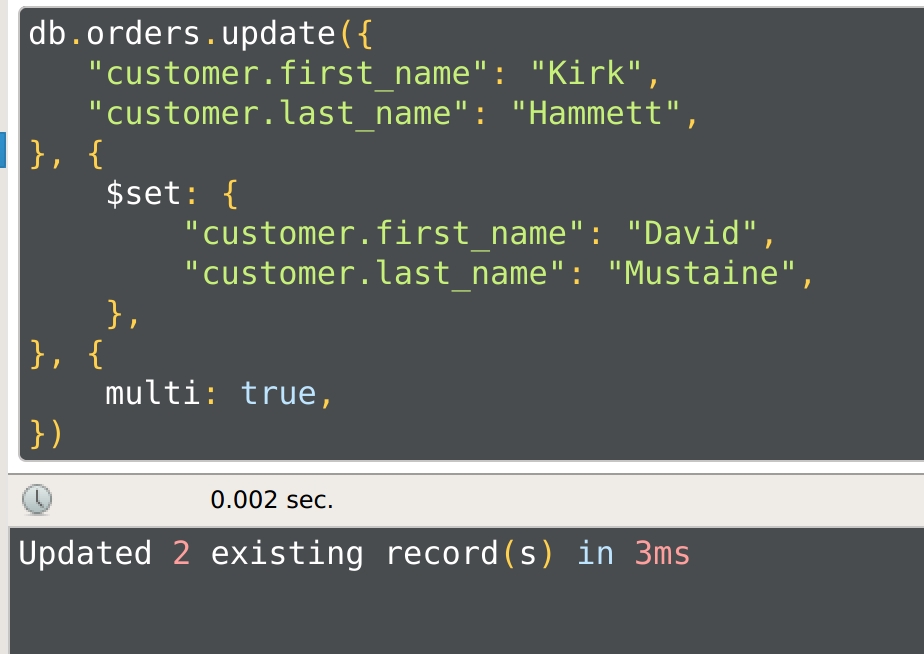 db.orders.update({
"customer.first_name": "Kirk",
"customer.last_name": "Hammett",
}, {
$set: {
"customer.first_name": "David",
"customer.last_name": "Mustaine",
},
}, {
multi: true,
})
0.002 sec.
Updated 2 existing record(s) in 3ms